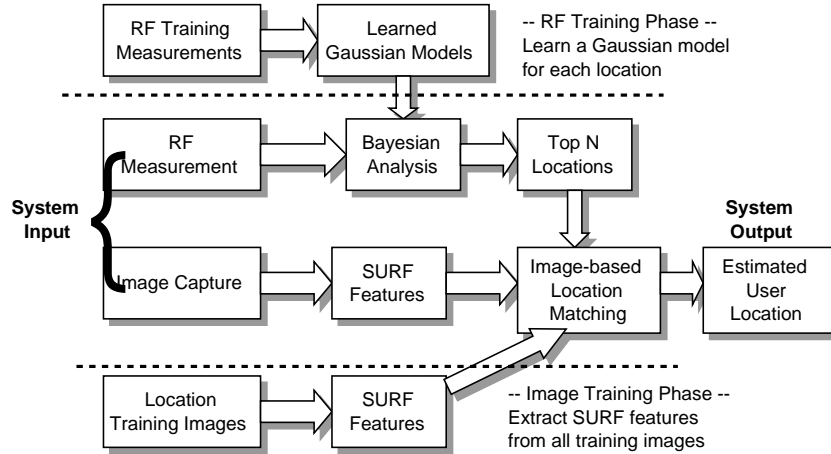 RF Training
Measurements
Learned
Gaussian Models
-- RF Training Phase --
Learn a Gaussian model
for each location
RF
Measurement
Bayesian
Analysis
Top N
Locations
System
Input
System
Output
Image Capture
SURF
Features
Image-based
Location
Matching
Estimated
User
Location
Location
Training Images
SURF
Features
-- Image Training Phase --
Extract SURF features
from all training images